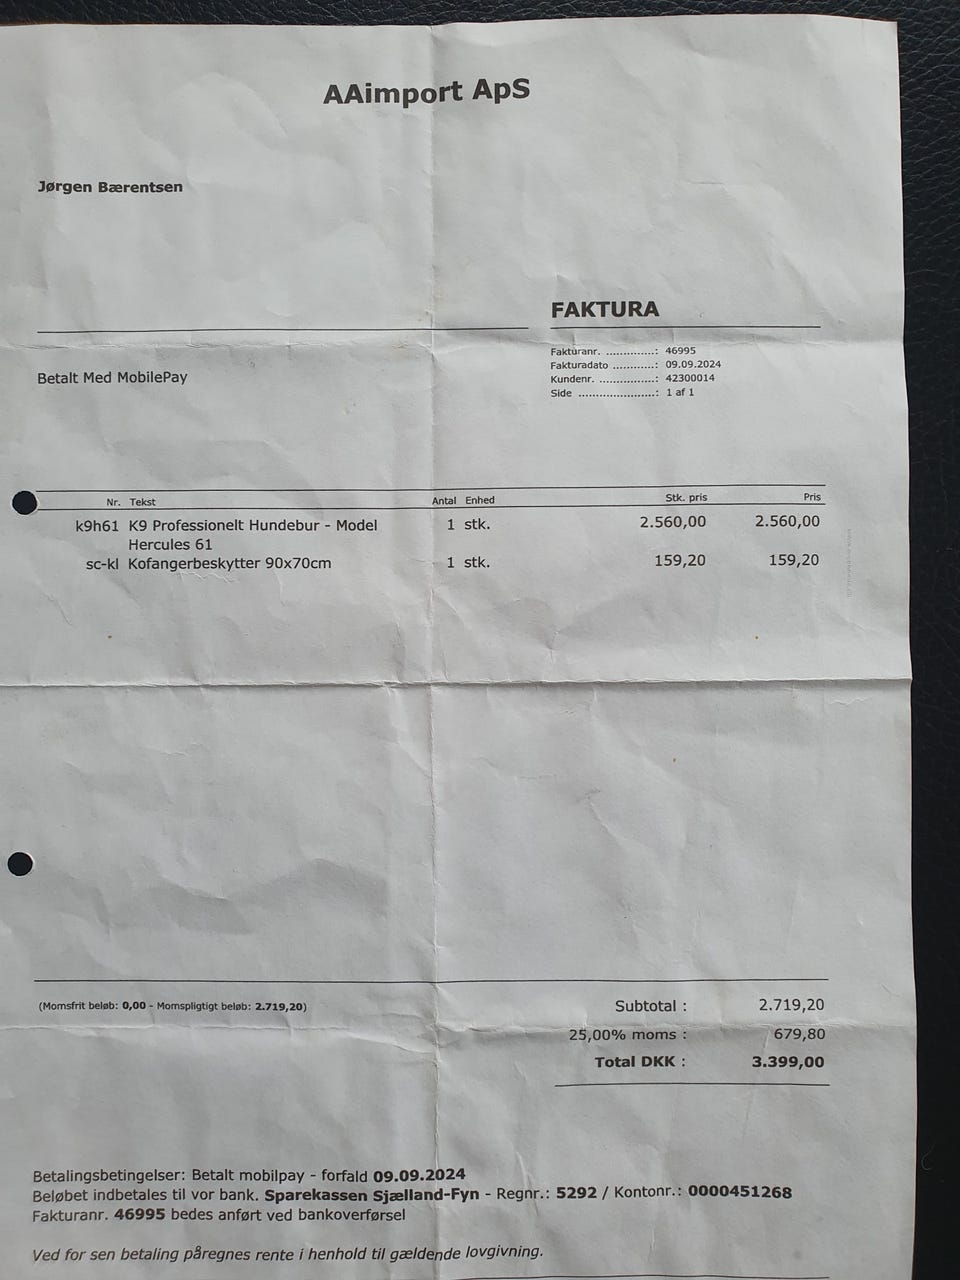 AAimport ApS
Jørgen Bærentsen
FAKTURA
Fakturanr. ..............: 46995
Fakturadato ............: 09.09.2024
Kundenr. ................: 42300014
Side ......................: 1 af 1
Betalt Med MobilePay
Nr. Tekst Antal Enhed Stk. pris Pris
k9h61 K9 Professionelt Hundebur - Model 1 stk. 2.560,00 2.560,00
Hercules 61
sc-kl Kofangerbeskytter 90x70cm 1 stk. 159,20 159,20
(Momsfrit beløb: 0,00 - Momspligtigt beløb: 2.719,20) Subtotal : 2.719,20
25,00% moms : 679,80
Total DKK : 3.399,00
Betalingsbetingelser: Betalt mobilpay - forfald 09.09.2024
Beløbet indbetales til vor bank. Sparekassen Sjælland-Fyn - Regnr.: 5292 / Kontonr.: 0000451268
Fakturanr. 46995 bedes anført ved bankoverførsel
Ved for sen betaling påregnes rente i henhold til gældende lovgivning.